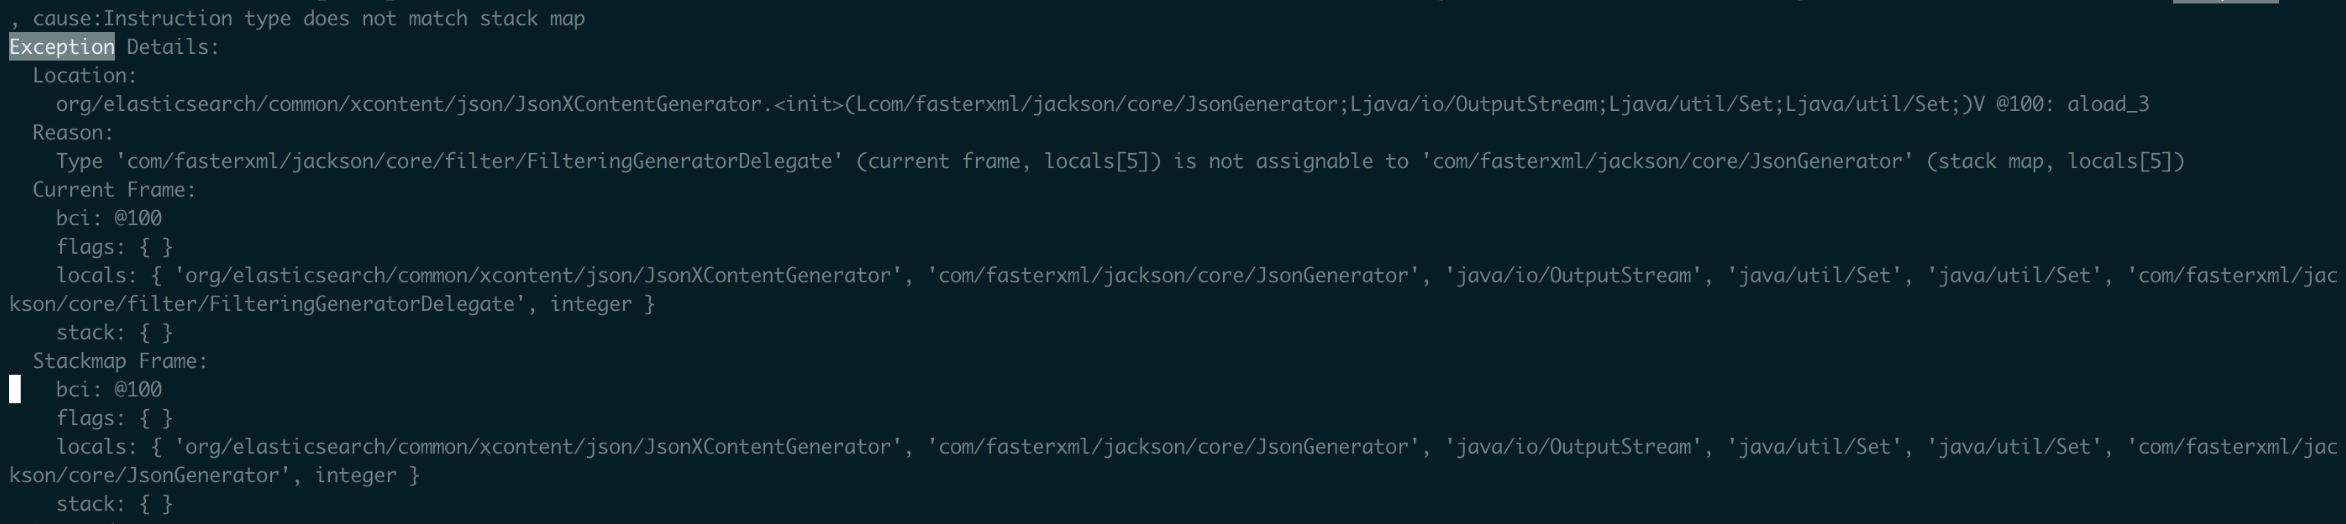 , cause:Instruction type does not match stack map
Exception Details:
  Location:
    org/elasticsearch/common/xcontent/json/JsonXContentGenerator.<init>(Lcom/fasterxml/jackson/core/JsonGenerator;Ljava/io/OutputStream;Ljava/util/Set;Ljava/util/Set;)V @100: aload_3
  Reason:
    Type 'com/fasterxml/jackson/core/filter/FilteringGeneratorDelegate' (current frame, locals[5]) is not assignable to 'com/fasterxml/jackson/core/JsonGenerator' (stack map, locals[5])
  Current Frame:
    bci: @100
    flags: { }
    locals: { 'org/elasticsearch/common/xcontent/json/JsonXContentGenerator', 'com/fasterxml/jackson/core/JsonGenerator', 'java/io/OutputStream', 'java/util/Set', 'java/util/Set', 'com/fasterxml/jac
kson/core/filter/FilteringGeneratorDelegate', integer }
    stack: { }
  Stackmap Frame:
    bci: @100
    flags: { }
    locals: { 'org/elasticsearch/common/xcontent/json/JsonXContentGenerator', 'com/fasterxml/jackson/core/JsonGenerator', 'java/io/OutputStream', 'java/util/Set', 'java/util/Set', 'com/fasterxml/jac
kson/core/JsonGenerator', integer }
    stack: { }